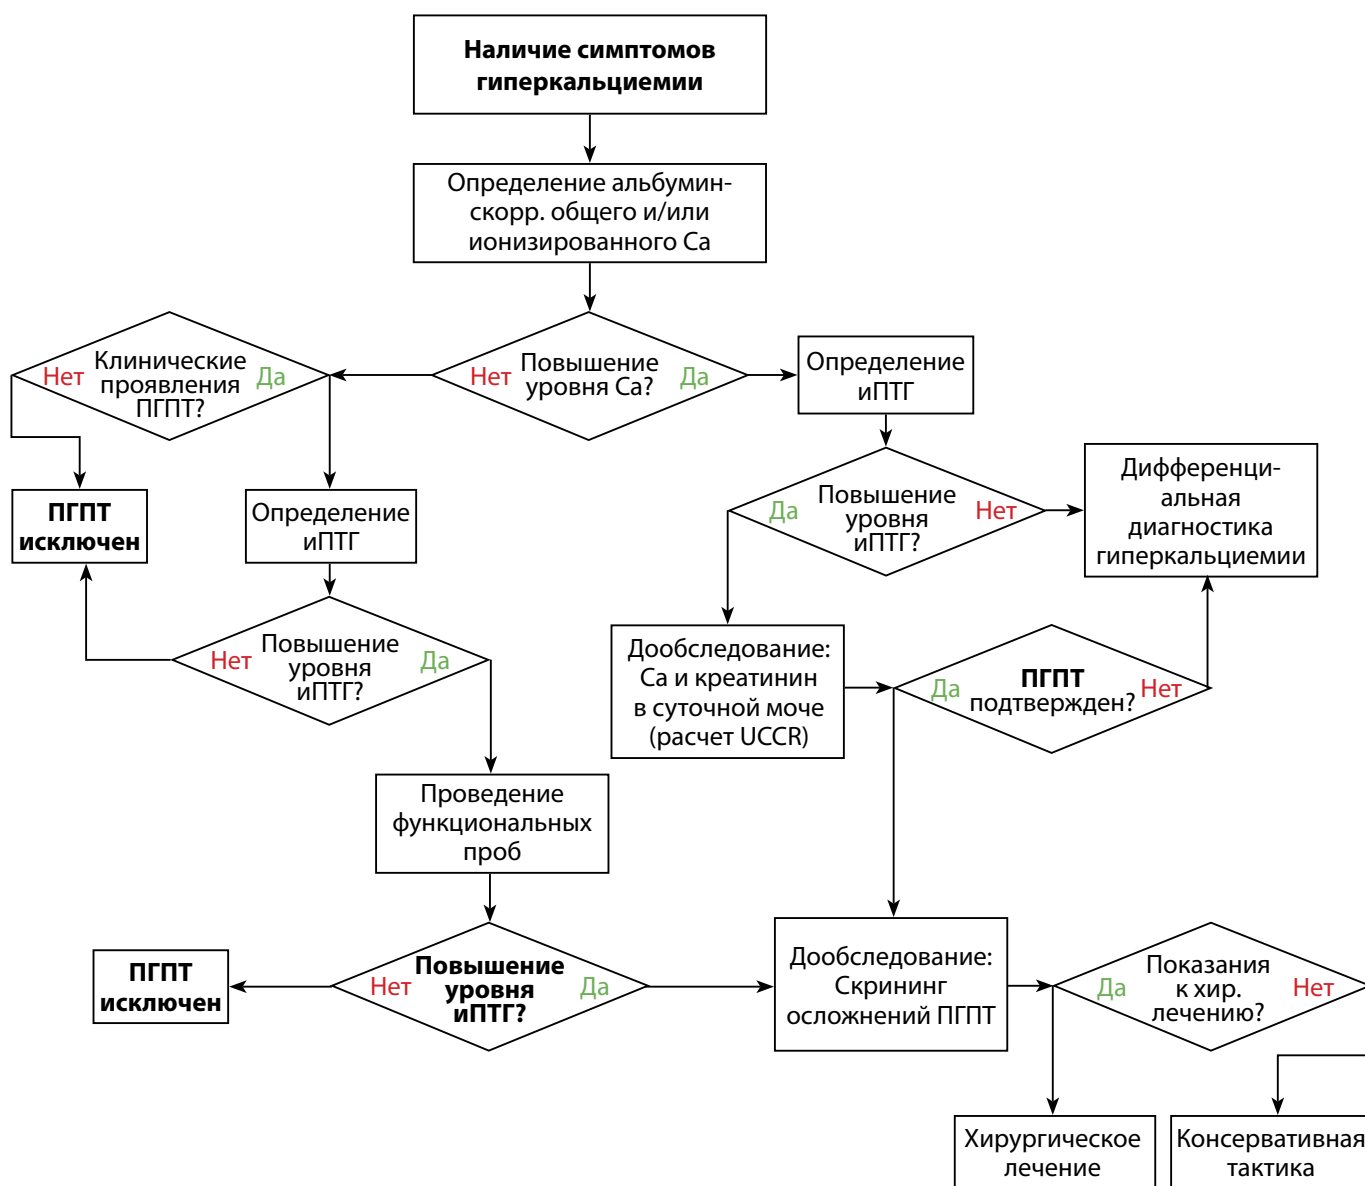 Наличие симптомов
гиперкальциемии
Определение альбумин-
скорр. общего и/или
ионизированного Ca
Клинические
проявления
ПГПТ?
Нет
Да
Повышение
уровня Ca?
Нет
Да
Определение
иПТГ
ПГПТ
исключен
Определение
иПТГ
Повышение
уровня
иПТГ?
Да
Нет
Дифференци-
альная
диагностика
гиперкальциемии
Повышение
уровня
иПТГ?
Нет
Да
Дообследование:
Ca и креатинин
в суточной моче
(расчет UCCR)
ПГПТ
подтвержден?
Да
Нет
Проведение
функциональных
проб
ПГПТ
исключен
Повышение
уровня
иПТГ?
Нет
Да
Дообследование:
Скрининг
осложнений ПГПТ
Показания
к хир.
лечению?
Да
Нет
Хирургическое
лечение
Консервативная
тактика